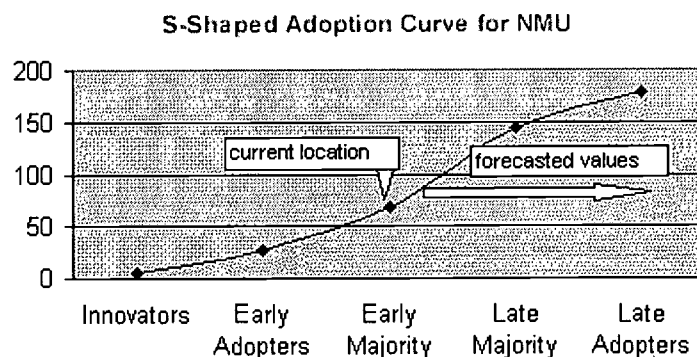 S-Shaped Adoption Curve for NMU
200
150
100
50
0
current location
forecasted values
Innovators
Early
Adopters
Early
Majority
Late
Majority
Late
Adopters